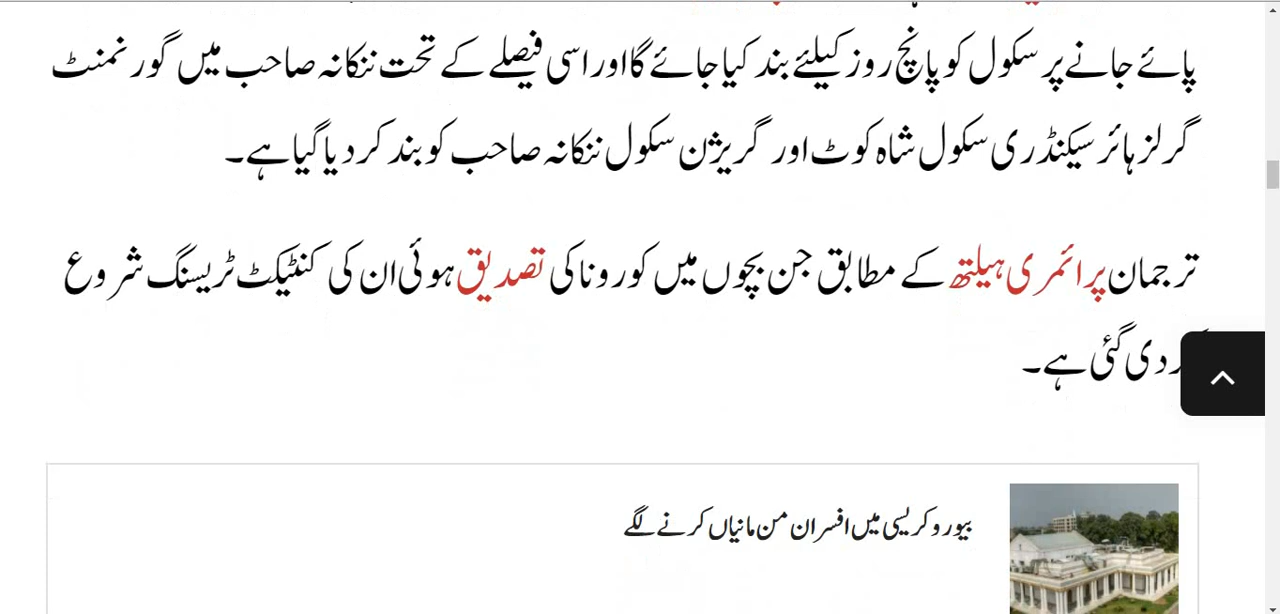 پائے جانے پر سکول کو پانچ روز کیلئے بند کیا جائے گا اور اسی فیصلے کے تحت ننکانہ صاحب میں گورنمنٹ
گرلز ہائر سیکنڈری سکول شاہ کوٹ اور گریژن سکول ننکانہ صاحب کو بند کر دیا گیا ہے۔
ترجمان پرائمری ہیلتھ کے مطابق جن بچوں میں کورونا کی تصدیق ہوئی ان کی کنٹیکٹ ٹریسنگ شروع
دی گئی ہے۔
بیوروکریسی میں افسران من مانیاں کرنے لگے